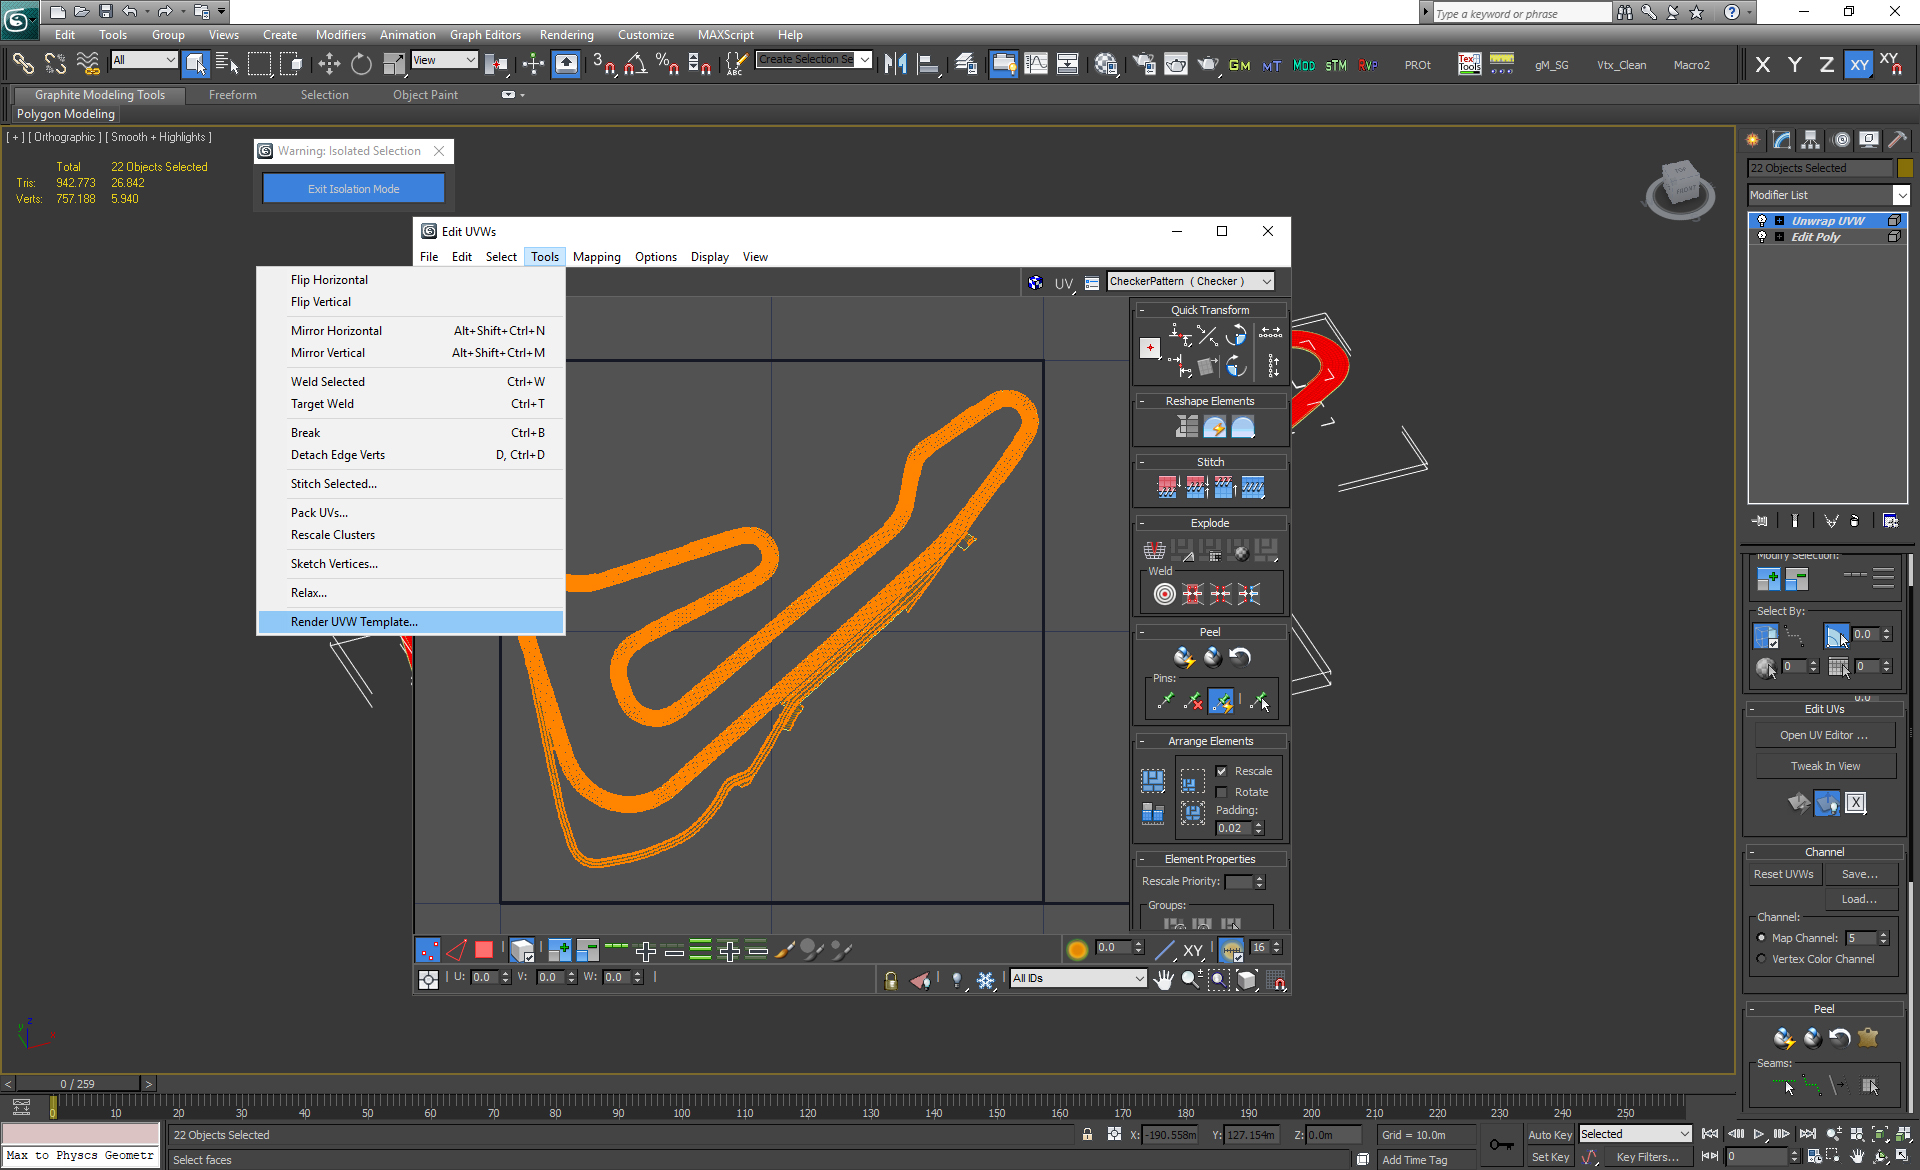 Type a keyword or phrase
Edit Tools Group Views Create Modifiers Animation Graph Editors Rendering Customize MAXScript Help
All View Create Selection Se GM MT MOD sTM RVP PROt Text Tools gM_SG Vtx_Clean Macro2 X Y Z XY XY
Graphite Modeling Tools Freeform Selection Object Paint
Polygon Modeling
[ + ] [ Orthographic ] [ Smooth + Highlights ]
Total 22 Objects Selected
Tris: 942.773 26.842
Verts: 757.188 5.940
Warning: Isolated Selection
Exit Isolation Mode
TOP
FRONT
Edit UVWs
File Edit Select Tools Mapping Options Display View
UV CheckerPattern ( Checker )
Flip Horizontal
Flip Vertical
Mirror Horizontal Alt+Shift+Ctrl+N
Mirror Vertical Alt+Shift+Ctrl+M
Weld Selected Ctrl+W
Target Weld Ctrl+T
Break Ctrl+B
Detach Edge Verts D, Ctrl+D
Stitch Selected...
Pack UVs...
Rescale Clusters
Sketch Vertices...
Relax...
Render UVW Template...
- Quick Transform
- Reshape Elements
- Stitch
- Explode
Weld
- Peel
Pins:
- Arrange Elements
Rescale
Rotate
Padding:
0.02
- Element Properties
Rescale Priority:
Groups:
0.0 XY 16
U: 0.0 V: 0.0 W: 0.0 All IDs
22 Objects Selected
Modifier List
Unwrap UVW
Edit Poly
Modify Selection:
Select By:
0.0
0 0
0.0
- Edit UVs
Open UV Editor ...
Tweak In View
- Channel
Reset UVWs Save...
Load...
Channel:
Map Channel: 5
Vertex Color Channel
- Peel
Seams:
< 0 / 259 >
0 10 20 30 40 50 60 70 80 90 100 110 120 130 140 150 160 170 180 190 200 210 220 230 240 250
22 Objects Selected X: -190.558m Y: 127.154m Z: 0.0m Grid = 10.0m Auto Key Selected
Max to Physcs Geometr Select faces Add Time Tag Set Key Key Filters... 0